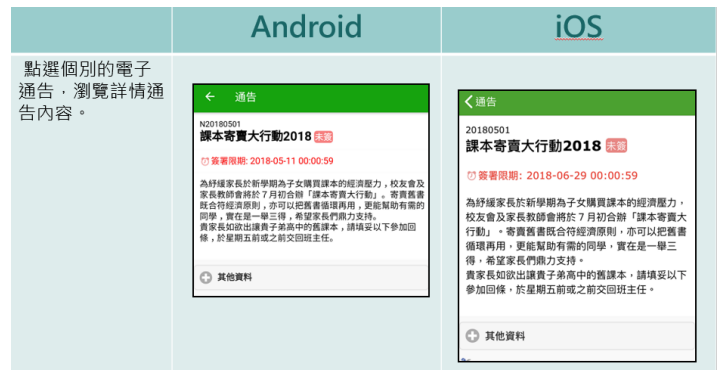 Android
iOS
點選個別的電子
通告，瀏覽詳情通
告內容。
通告
N20180501
課本寄賣大行動2018 未簽
簽署限期: 2018-05-11 00:00:59
為紓緩家長於新學期為子女購買課本的經濟壓力，校友會及
家長教師會將於７月初合辦「課本寄賣大行動」。寄賣舊書
既合符經濟原則，亦可以把舊書循環再用，更能幫助有需的
同學，實在是一舉三得，希望家長們鼎力支持。
貴家長如欲出讓貴子弟高中的舊課本，請填妥以下參加回
條，於星期五前或之前交回班主任。
其他資料
通告
20180501
課本寄賣大行動2018 未簽
簽署限期: 2018-06-29 00:00:59
為紓緩家長於新學期為子女購買課本的經濟壓力，
校友會及家長教師會將於７月初合辦「課本寄賣大
行動」。寄賣舊書既合符經濟原則，亦可以把舊書
循環再用，更能幫助有需的同學，實在是一舉三
得，希望家長們鼎力支持。
貴家長如欲出讓貴子弟高中的舊課本，請填妥以下
參加回條，於星期五前或之前交回班主任。
其他資料